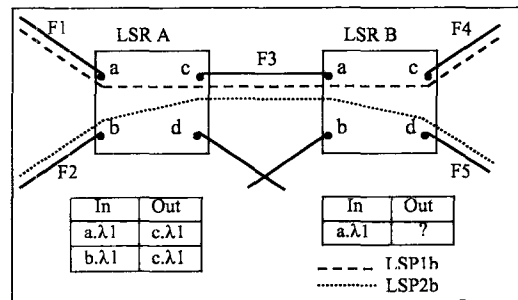 F1
LSR A
LSR B
F4
F3
a
c
a
c
b
d
b
d
F2
F5
In Out
a.λ1 c.λ1
b.λ1 c.λ1
In Out
a.λ1 ?
LSP1b
LSP2b